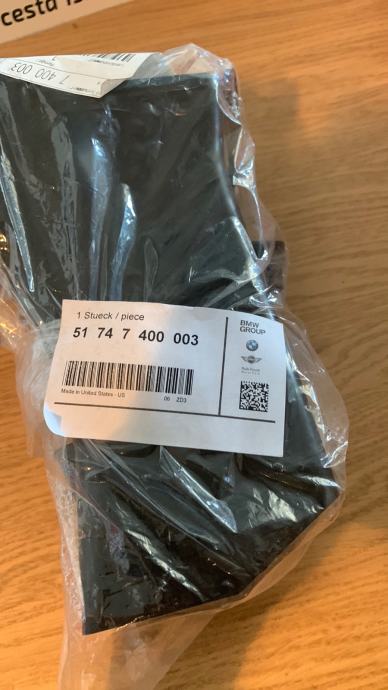 cesta
7 400 003
1 Stueck / piece
51 74 7 400 003
Made in United States - US
06 ZD3
BMW
GROUP